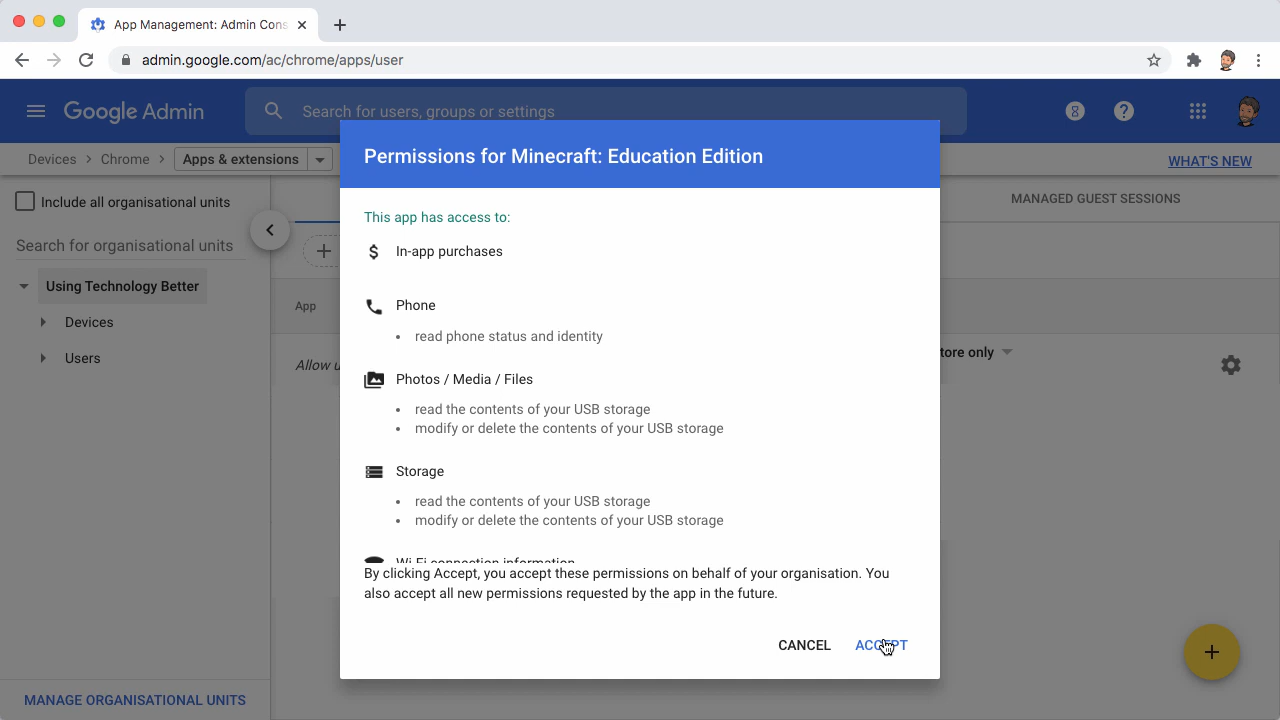 App Management: Admin Cons
admin.google.com/ac/chrome/apps/user
Google Admin
Search for users, groups or settings
Devices
Chrome
Apps & extensions
WHAT'S NEW
Include all organisational units
Search for organisational units
Using Technology Better
Devices
Users
MANAGE ORGANISATIONAL UNITS
MANAGED GUEST SESSIONS
App
Allow u
tore only
Permissions for Minecraft: Education Edition
This app has access to:
In-app purchases
Phone
• read phone status and identity
Photos / Media / Files
• read the contents of your USB storage
• modify or delete the contents of your USB storage
Storage
• read the contents of your USB storage
• modify or delete the contents of your USB storage
Wi-Fi connection information
By clicking Accept, you accept these permissions on behalf of your organisation. You
also accept all new permissions requested by the app in the future.
CANCEL
ACCEPT